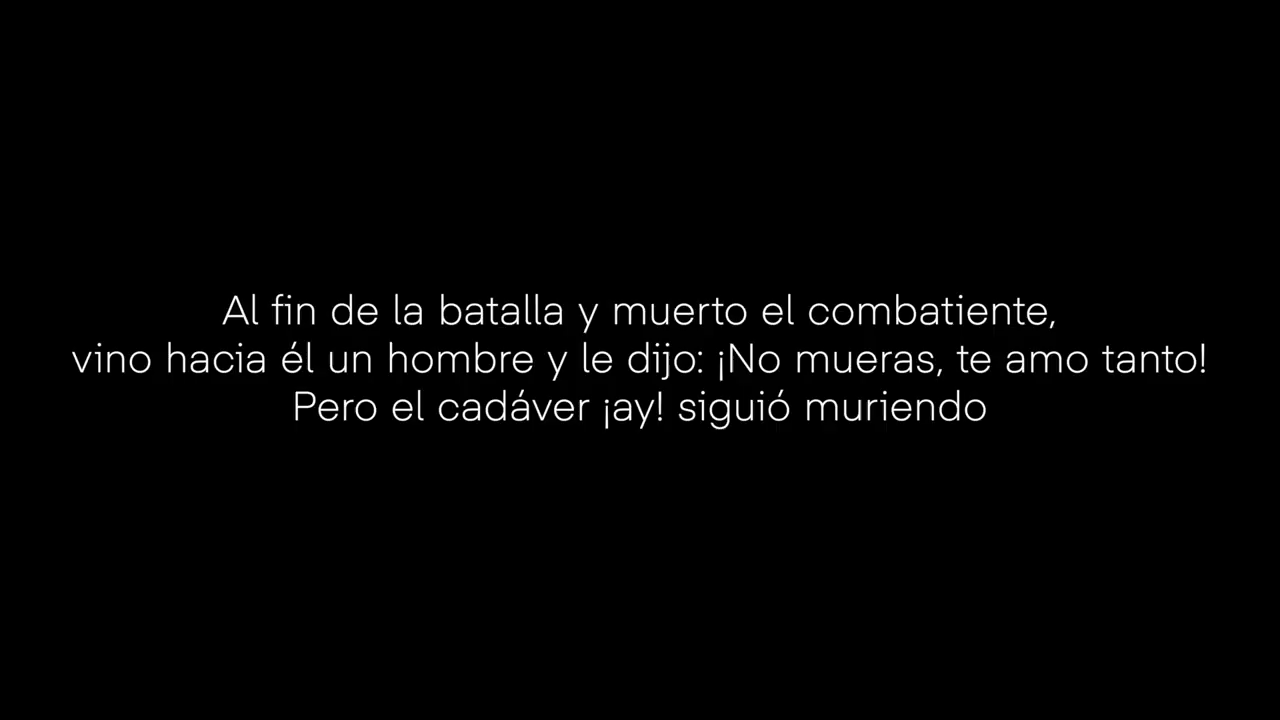 Al fin de la batalla y muerto el combatiente,
vino hacia él un hombre y le dijo: ¡No mueras, te amo tanto!
Pero el cadáver ¡ay! siguió muriendo